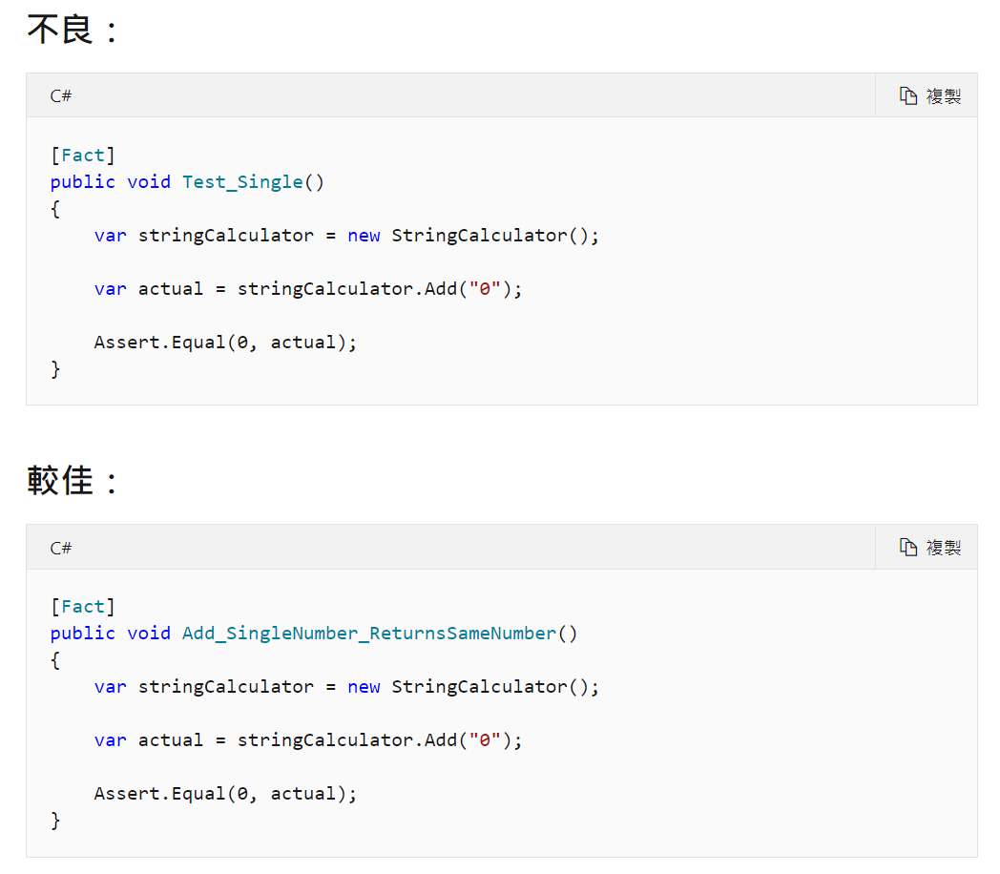 不良：
C#
複製
[Fact]
public void Test_Single()
{
    var stringCalculator = new StringCalculator();
    var actual = stringCalculator.Add("0");
    Assert.Equal(0, actual);
}
較佳：
C#
複製
[Fact]
public void Add_SingleNumber_ReturnsSameNumber()
{
    var stringCalculator = new StringCalculator();
    var actual = stringCalculator.Add("0");
    Assert.Equal(0, actual);
}